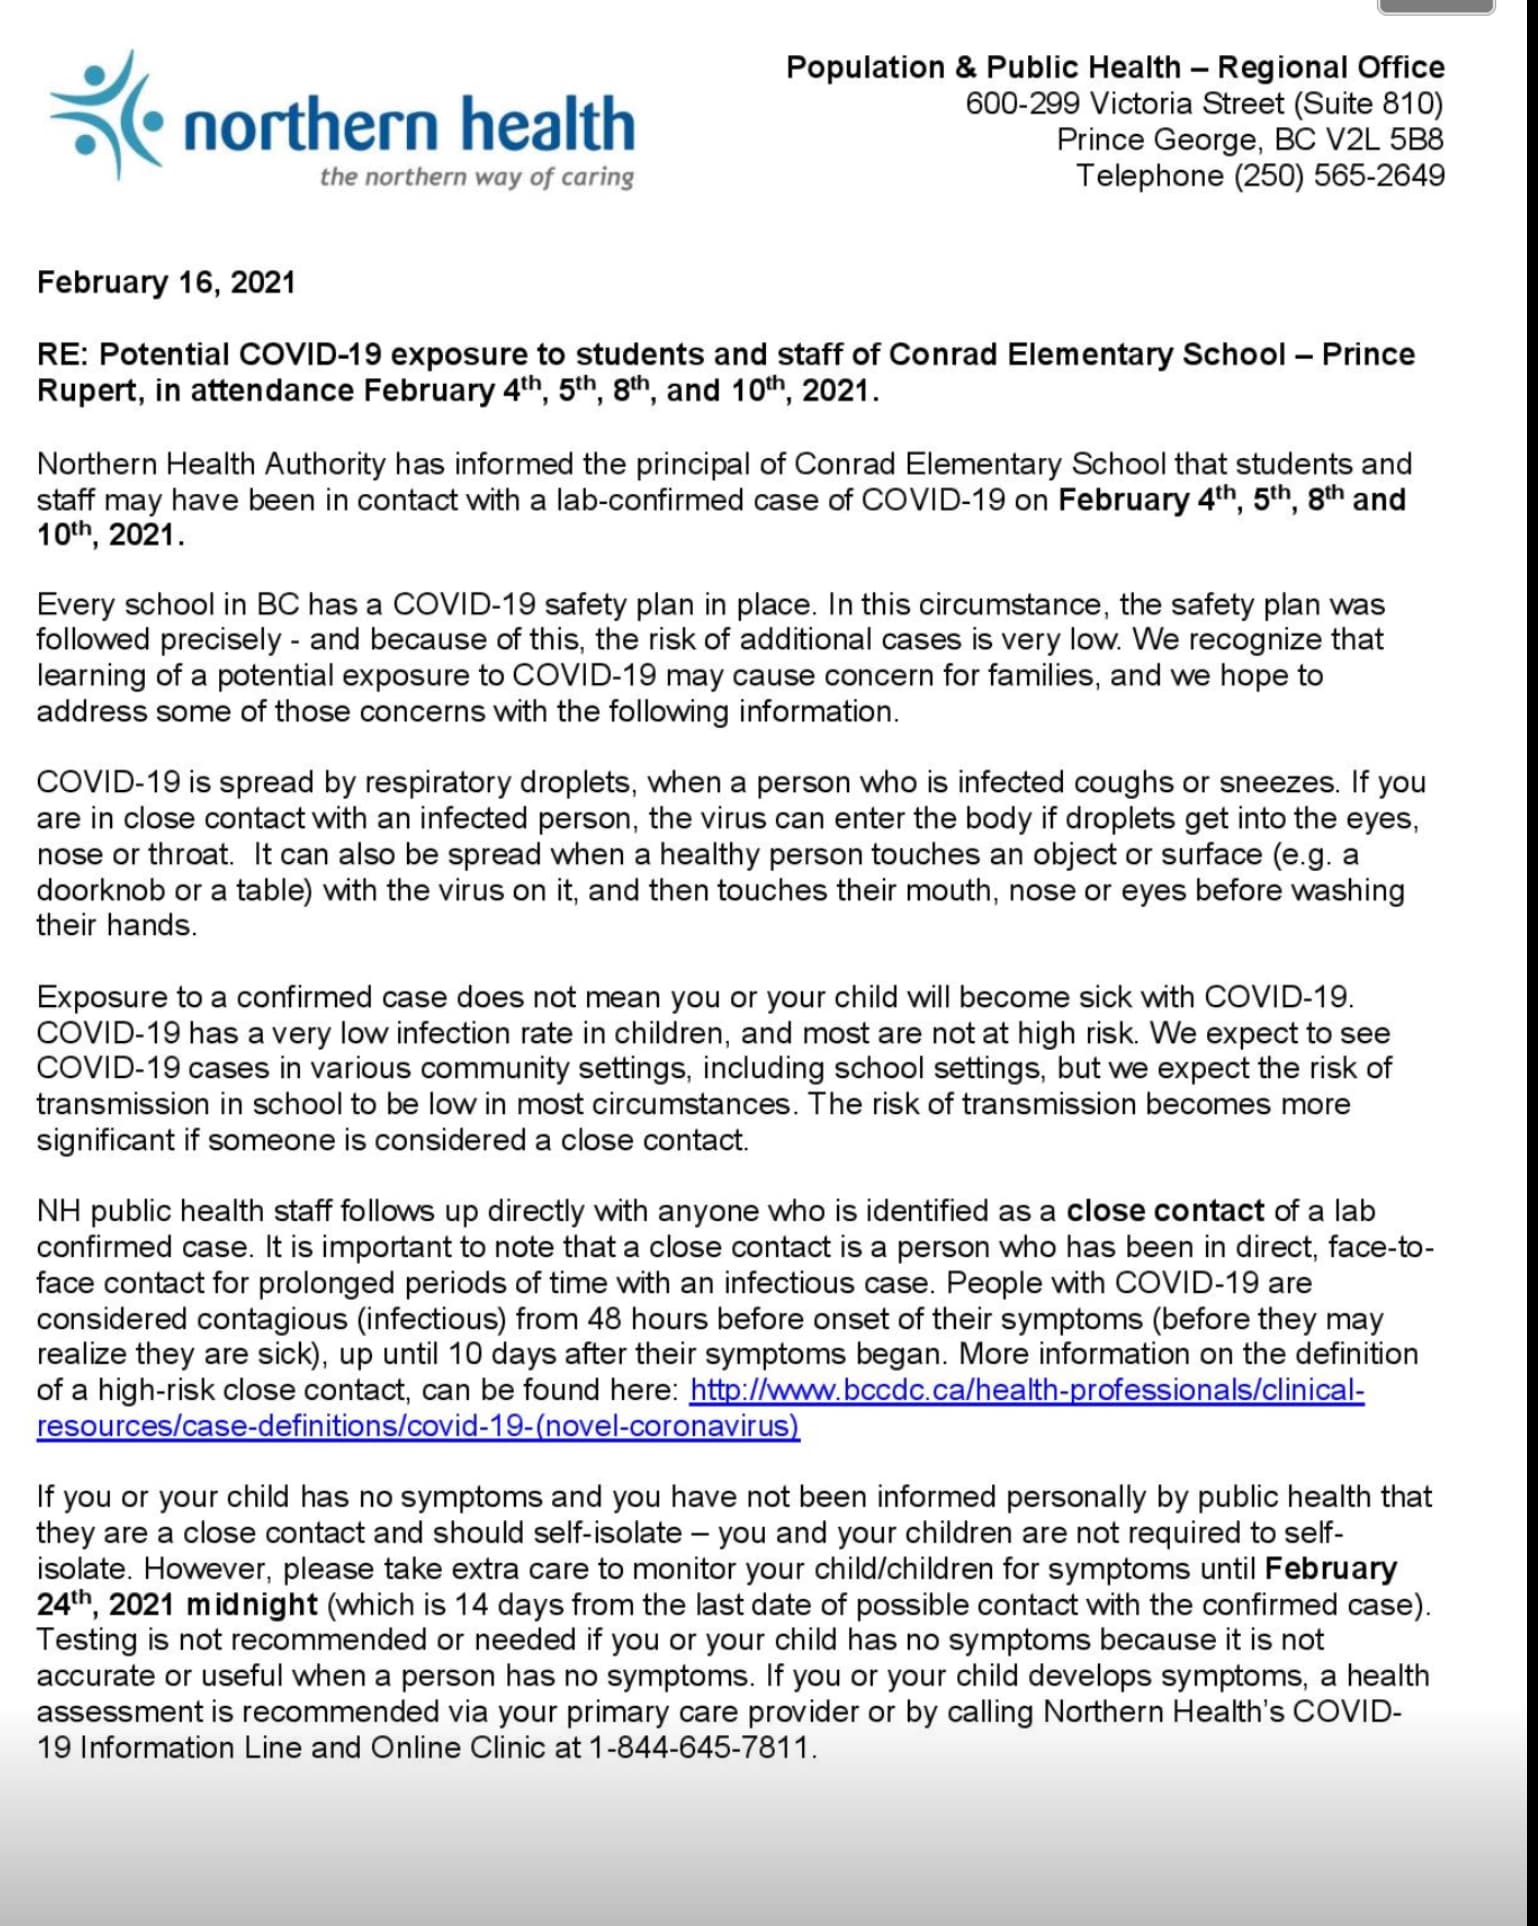 northern health
the northern way of caring
Population & Public Health – Regional Office
600-299 Victoria Street (Suite 810)
Prince George, BC V2L 5B8
Telephone (250) 565-2649
February 16, 2021
RE: Potential COVID-19 exposure to students and staff of Conrad Elementary School – Prince
Rupert, in attendance February 4th, 5th, 8th, and 10th, 2021.
Northern Health Authority has informed the principal of Conrad Elementary School that students and
staff may have been in contact with a lab-confirmed case of COVID-19 on February 4th, 5th, 8th and
10th, 2021.
Every school in BC has a COVID-19 safety plan in place. In this circumstance, the safety plan was
followed precisely - and because of this, the risk of additional cases is very low. We recognize that
learning of a potential exposure to COVID-19 may cause concern for families, and we hope to
address some of those concerns with the following information.
COVID-19 is spread by respiratory droplets, when a person who is infected coughs or sneezes. If you
are in close contact with an infected person, the virus can enter the body if droplets get into the eyes,
nose or throat.  It can also be spread when a healthy person touches an object or surface (e.g. a
doorknob or a table) with the virus on it, and then touches their mouth, nose or eyes before washing
their hands.
Exposure to a confirmed case does not mean you or your child will become sick with COVID-19.
COVID-19 has a very low infection rate in children, and most are not at high risk. We expect to see
COVID-19 cases in various community settings, including school settings, but we expect the risk of
transmission in school to be low in most circumstances. The risk of transmission becomes more
significant if someone is considered a close contact.
NH public health staff follows up directly with anyone who is identified as a close contact of a lab
confirmed case. It is important to note that a close contact is a person who has been in direct, face-to-
face contact for prolonged periods of time with an infectious case. People with COVID-19 are
considered contagious (infectious) from 48 hours before onset of their symptoms (before they may
realize they are sick), up until 10 days after their symptoms began. More information on the definition
of a high-risk close contact, can be found here: http://www.bccdc.ca/health-professionals/clinical-
resources/case-definitions/covid-19-(novel-coronavirus)
If you or your child has no symptoms and you have not been informed personally by public health that
they are a close contact and should self-isolate – you and your children are not required to self-
isolate. However, please take extra care to monitor your child/children for symptoms until February
24th, 2021 midnight (which is 14 days from the last date of possible contact with the confirmed case).
Testing is not recommended or needed if you or your child has no symptoms because it is not
accurate or useful when a person has no symptoms. If you or your child develops symptoms, a health
assessment is recommended via your primary care provider or by calling Northern Health's COVID-
19 Information Line and Online Clinic at 1-844-645-7811.